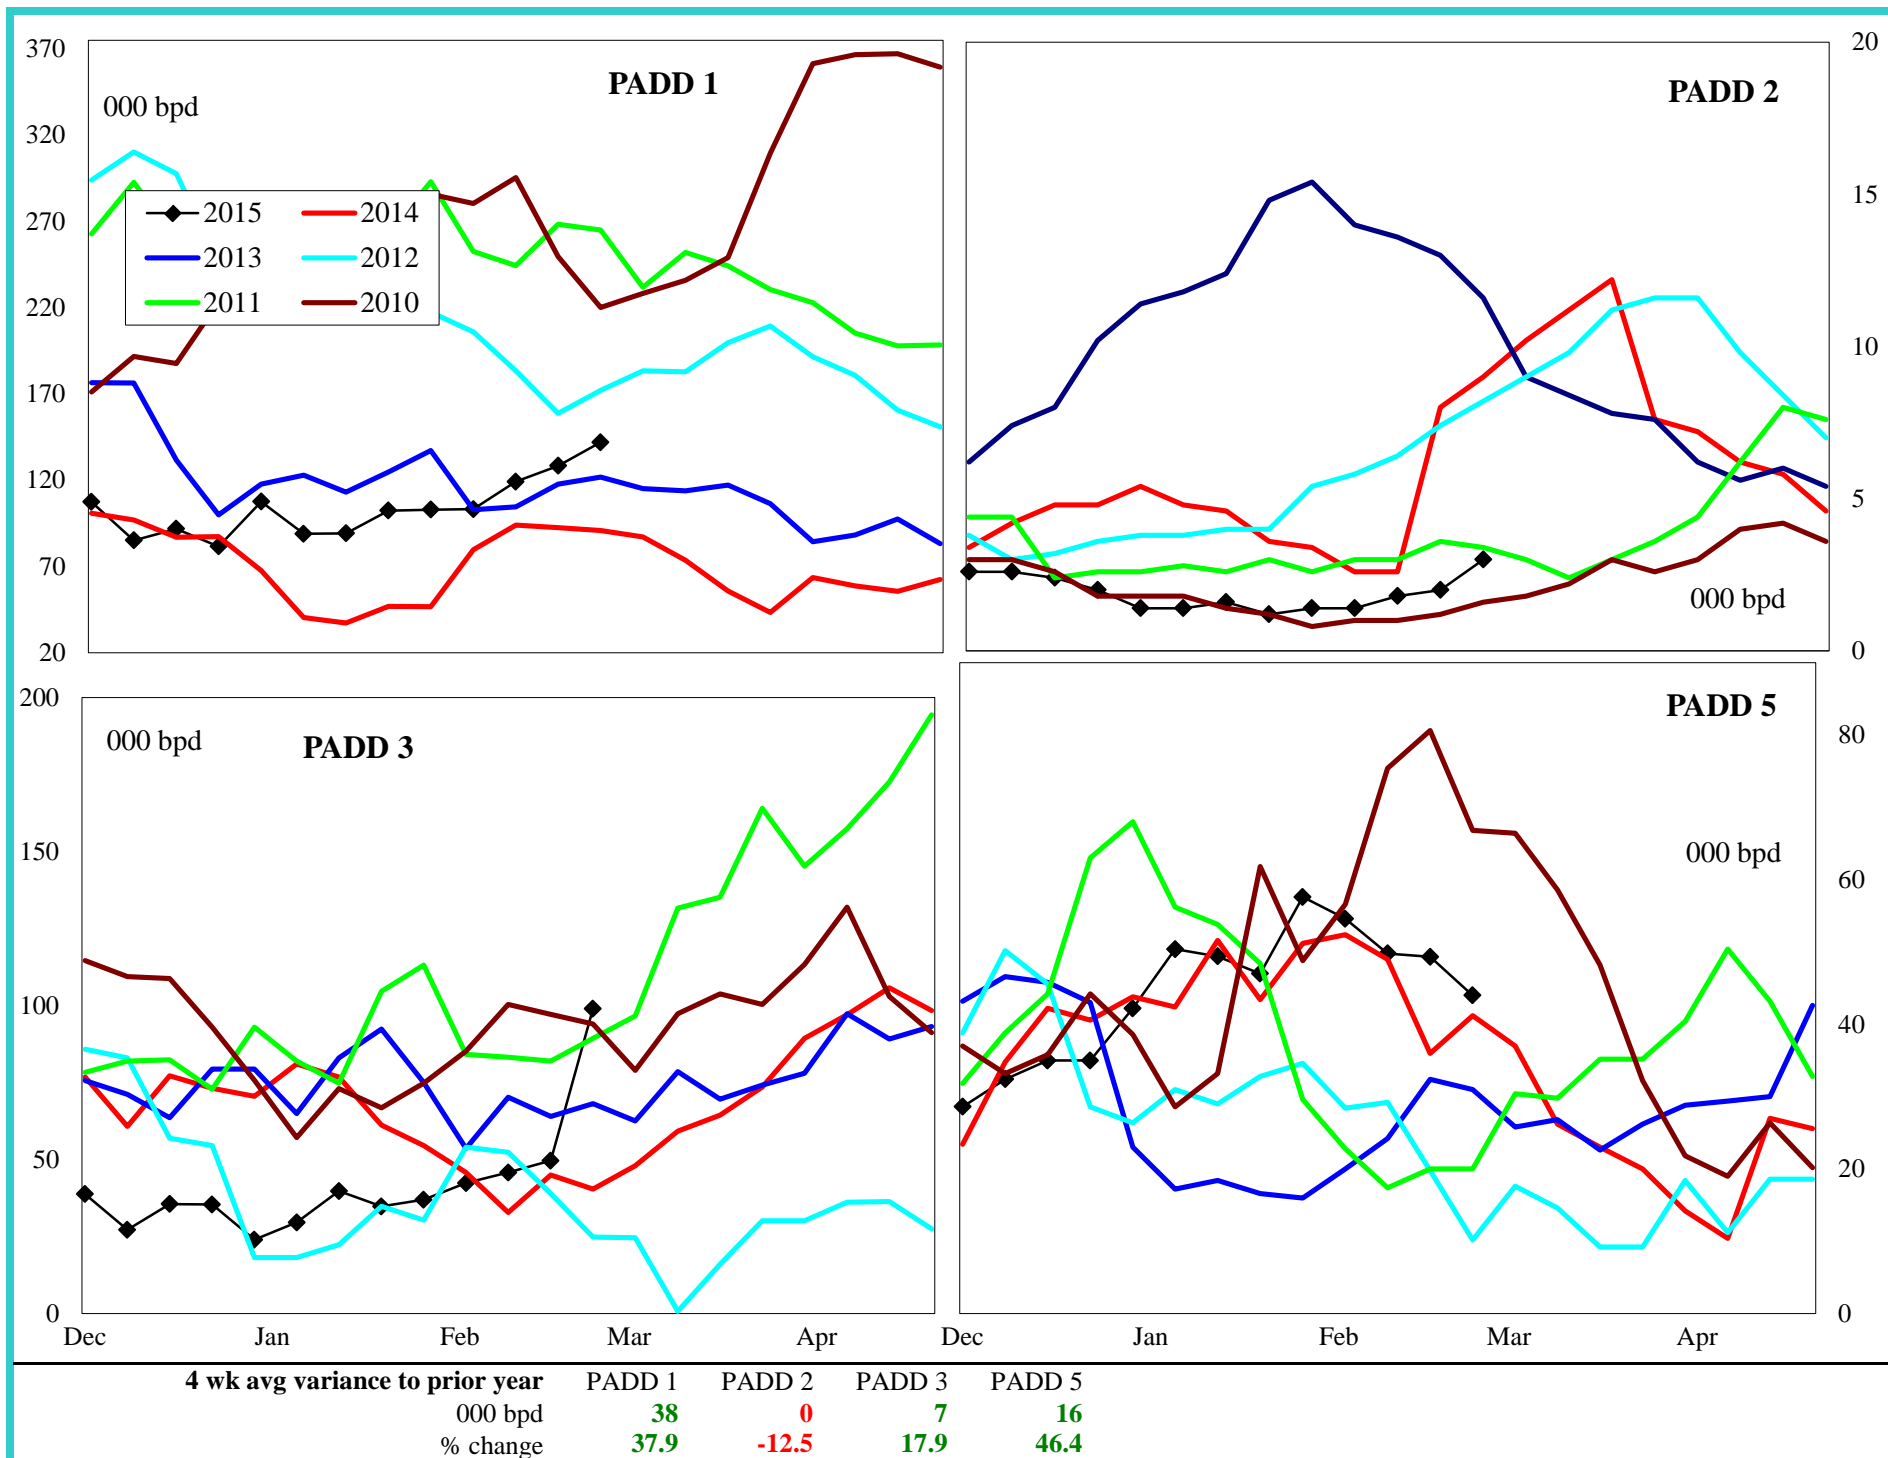 370
320
270
220
170
120
70
20
000 bpd
PADD 1
2015
2014
2013
2012
2011
2010
PADD 2
000 bpd
20
15
10
5
0
200
150
100
50
0
000 bpd
PADD 3
Dec Jan Feb Mar Apr
PADD 5
000 bpd
80
60
40
20
0
Dec Jan Feb Mar Apr
4 wk avg variance to prior year PADD 1 PADD 2 PADD 3 PADD 5
000 bpd 38 0 7 16
% change 37.9 -12.5 17.9 46.4